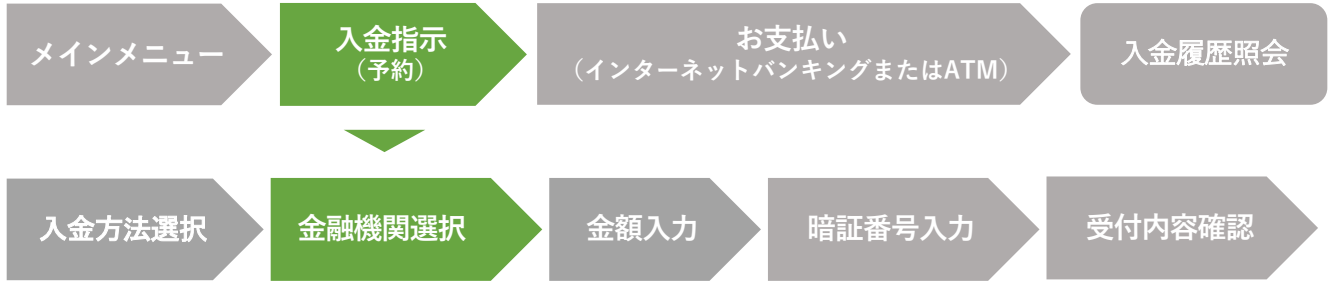 メインメニュー
入金指示
（予約）
お支払い
（インターネットバンキングまたはATM）
入金履歴照会
入金方法選択
金融機関選択
金額入力
暗証番号入力
受付内容確認